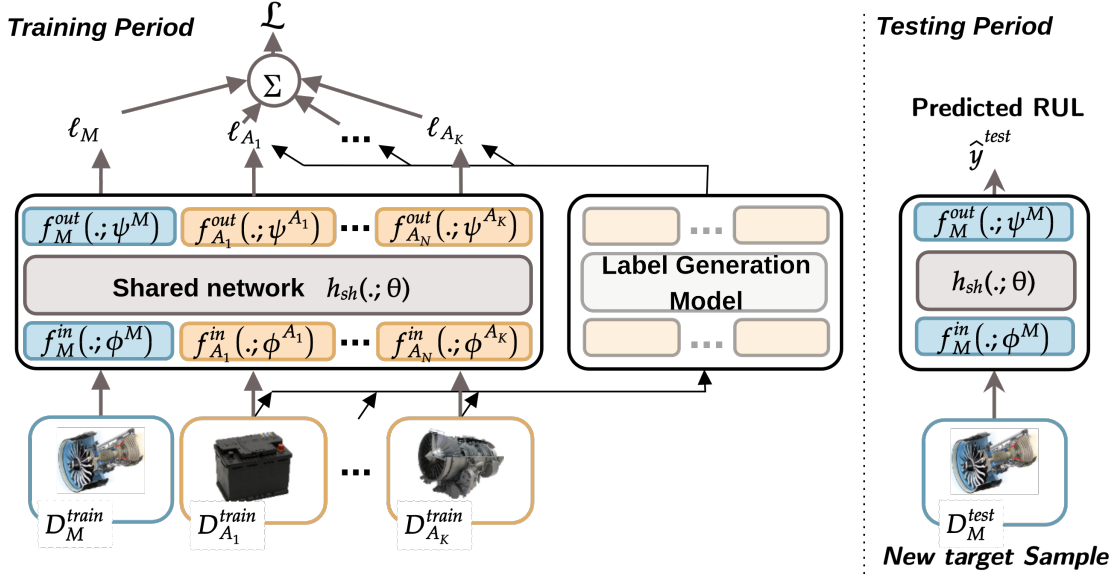 Training Period
ℒ
Σ
ℓ_M
ℓ_{A_1}
...
ℓ_{A_K}
f_M^{out}(.;ψ^M)
f_{A_1}^{out}(.;ψ^{A_1})
...
f_{A_N}^{out}(.;ψ^{A_K})
Shared network h_{sh}(.;θ)
f_M^{in}(.;ϕ^M)
f_{A_1}^{in}(.;ϕ^{A_1})
...
f_{A_N}^{in}(.;ϕ^{A_K})
...
Label Generation
Model
...
...
D_M^{train}
D_{A_1}^{train}
D_{A_K}^{train}
Testing Period
Predicted RUL
ŷ^{test}
f_M^{out}(.;ψ^M)
h_{sh}(.;θ)
f_M^{in}(.;ϕ^M)
D_M^{test}
New target Sample